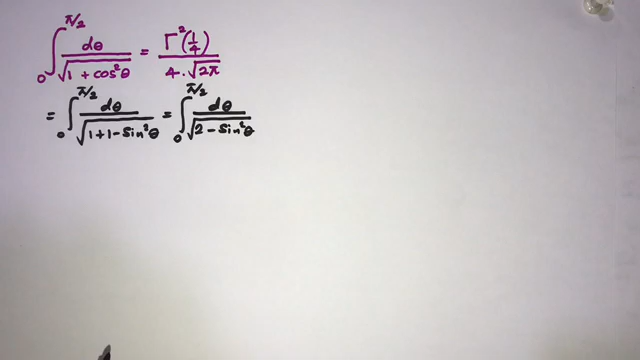 ∫₀^{π/2} dθ/√(1 + cos²θ) = Γ²(1/4)/(4·√(2π))
= ∫₀^{π/2} dθ/√(1+1−sin²θ) = ∫₀^{π/2} dθ/√(2−sin²θ)